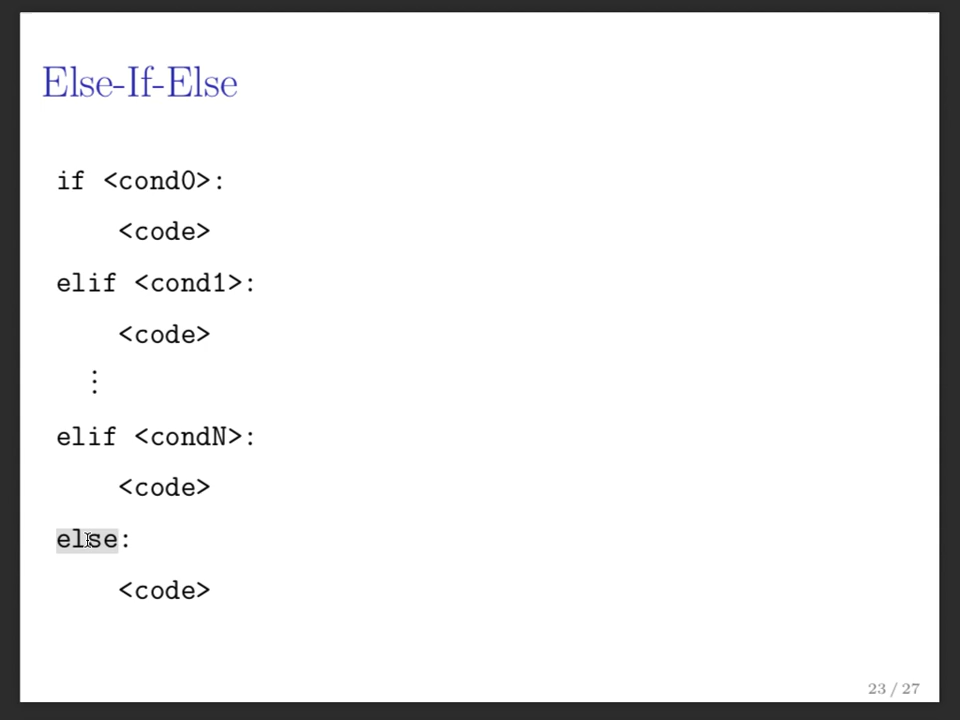 Else-If-Else
if <cond0>:
<code>
elif <cond1>:
<code>
⋮
elif <condN>:
<code>
else:
<code>
23 / 27